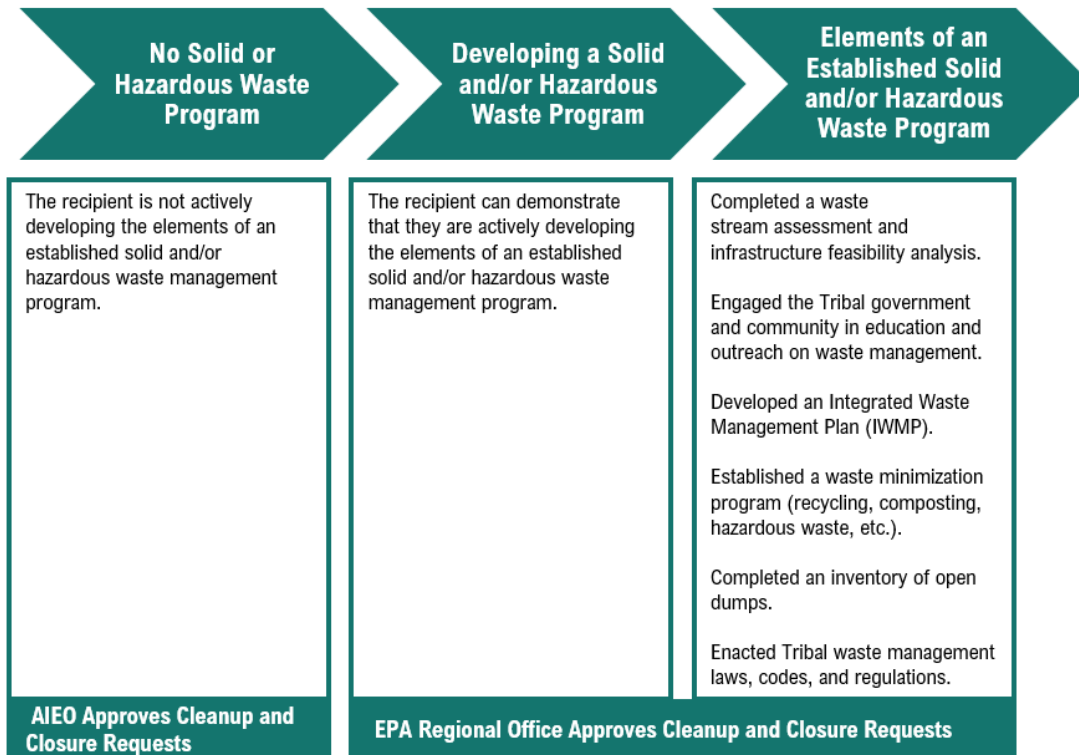 No Solid or
Hazardous Waste
Program
Developing a Solid
and/or Hazardous
Waste Program
Elements of an
Established Solid
and/or Hazardous
Waste Program
The recipient is not actively
developing the elements of an
established solid and/or
hazardous waste management
program.
The recipient can demonstrate
that they are actively developing
the elements of an established
solid and/or hazardous waste
management program.
Completed a waste
stream assessment and
infrastructure feasibility analysis.
Engaged the Tribal government
and community in education and
outreach on waste management.
Developed an Integrated Waste
Management Plan (IWMP).
Established a waste minimization
program (recycling, composting,
hazardous waste, etc.).
Completed an inventory of open
dumps.
Enacted Tribal waste management
laws, codes, and regulations.
AIEO Approves Cleanup and
Closure Requests
EPA Regional Office Approves Cleanup and Closure Requests